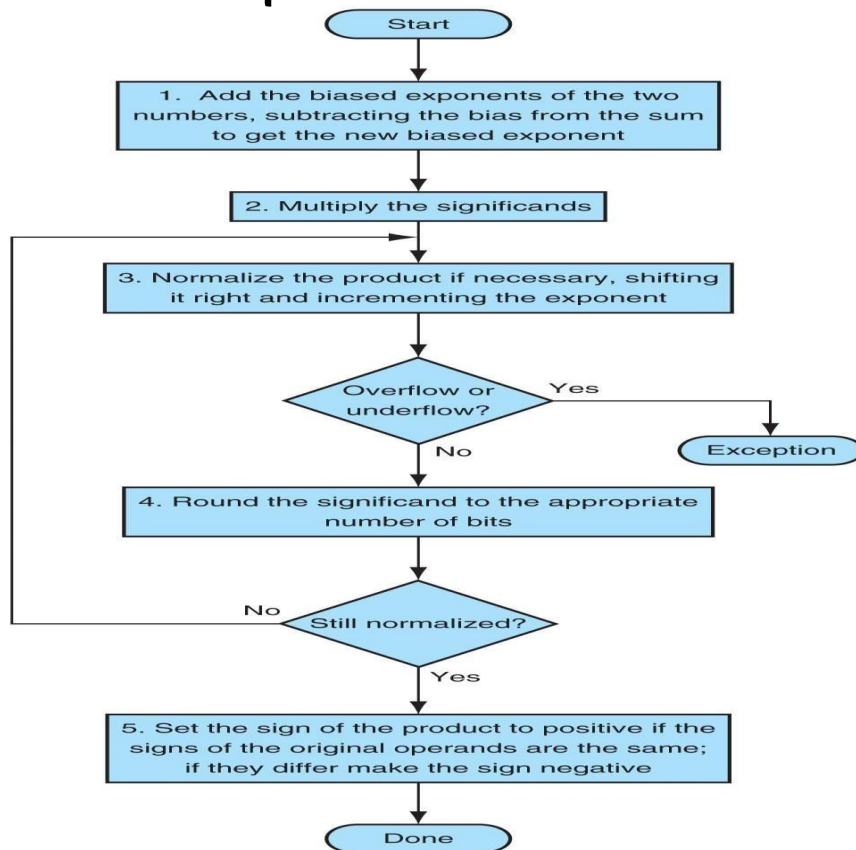 Start
1. Add the biased exponents of the two
numbers, subtracting the bias from the sum
to get the new biased exponent
2. Multiply the significands
3. Normalize the product if necessary, shifting
it right and incrementing the exponent
Overflow or
underflow?
Yes
Exception
No
4. Round the significand to the appropriate
number of bits
No
Still normalized?
Yes
5. Set the sign of the product to positive if the
signs of the original operands are the same;
if they differ make the sign negative
Done